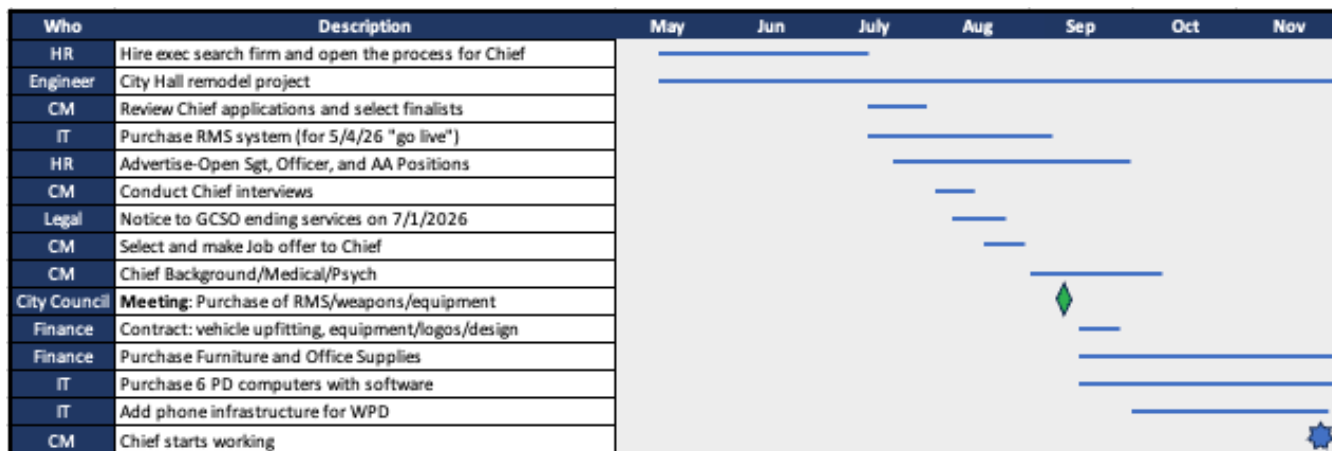 Who Description May Jun July Aug Sep Oct Nov
HR Hire exec search firm and open the process for Chief
Engineer City Hall remodel project
CM Review Chief applications and select finalists
IT Purchase RMS system (for 5/4/26 "go live")
HR Advertise-Open Sgt, Officer, and AA Positions
CM Conduct Chief interviews
Legal Notice to GCSO ending services on 7/1/2026
CM Select and make Job offer to Chief
CM Chief Background/Medical/Psych
City Council Meeting: Purchase of RMS/weapons/equipment
Finance Contract: vehicle upfitting, equipment/logos/design
Finance Purchase Furniture and Office Supplies
IT Purchase 6 PD computers with software
IT Add phone infrastructure for WPD
CM Chief starts working